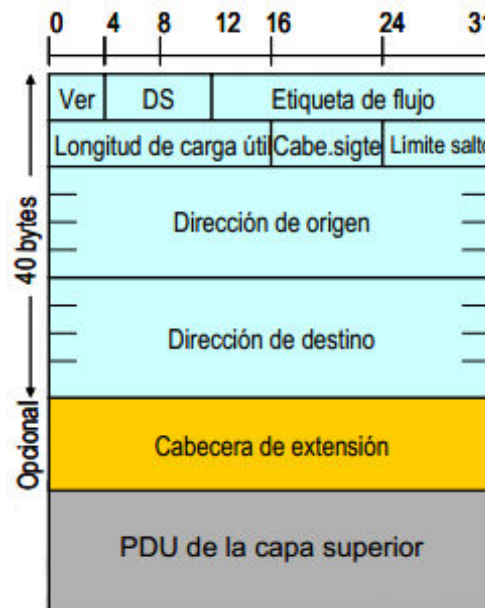 0 4 8 12 16 24 31
Ver DS Etiqueta de flujo
Longitud de carga útil Cabe.sigte Límite salto
Dirección de origen
40 bytes
Dirección de destino
Opcional
Cabecera de extensión
PDU de la capa superior